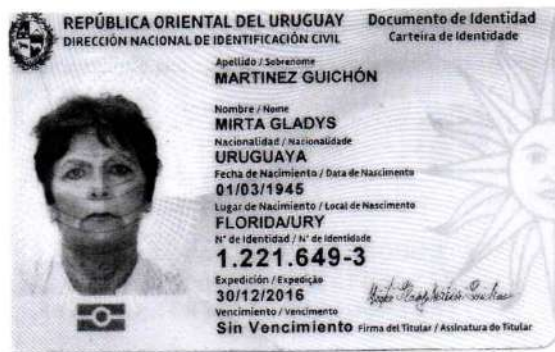 REPÚBLICA ORIENTAL DEL URUGUAY
DIRECCIÓN NACIONAL DE IDENTIFICACIÓN CIVIL
Documento de Identidad
Carteira de Identidade
Apellido / Sobrenome
MARTINEZ GUICHÓN
Nombre / Nome
MIRTA GLADYS
Nacionalidad / Nacionalidade
URUGUAYA
Fecha de Nacimiento / Data de Nascimento
01/03/1945
Lugar de Nacimiento / Local de Nascimento
FLORIDA/URY
N° de Identidad / N° de Identidade
1.221.649-3
Expedición / Expedição
30/12/2016
Vencimiento / Vencimento
Sin Vencimiento
Firma del Titular / Assinatura do Titular